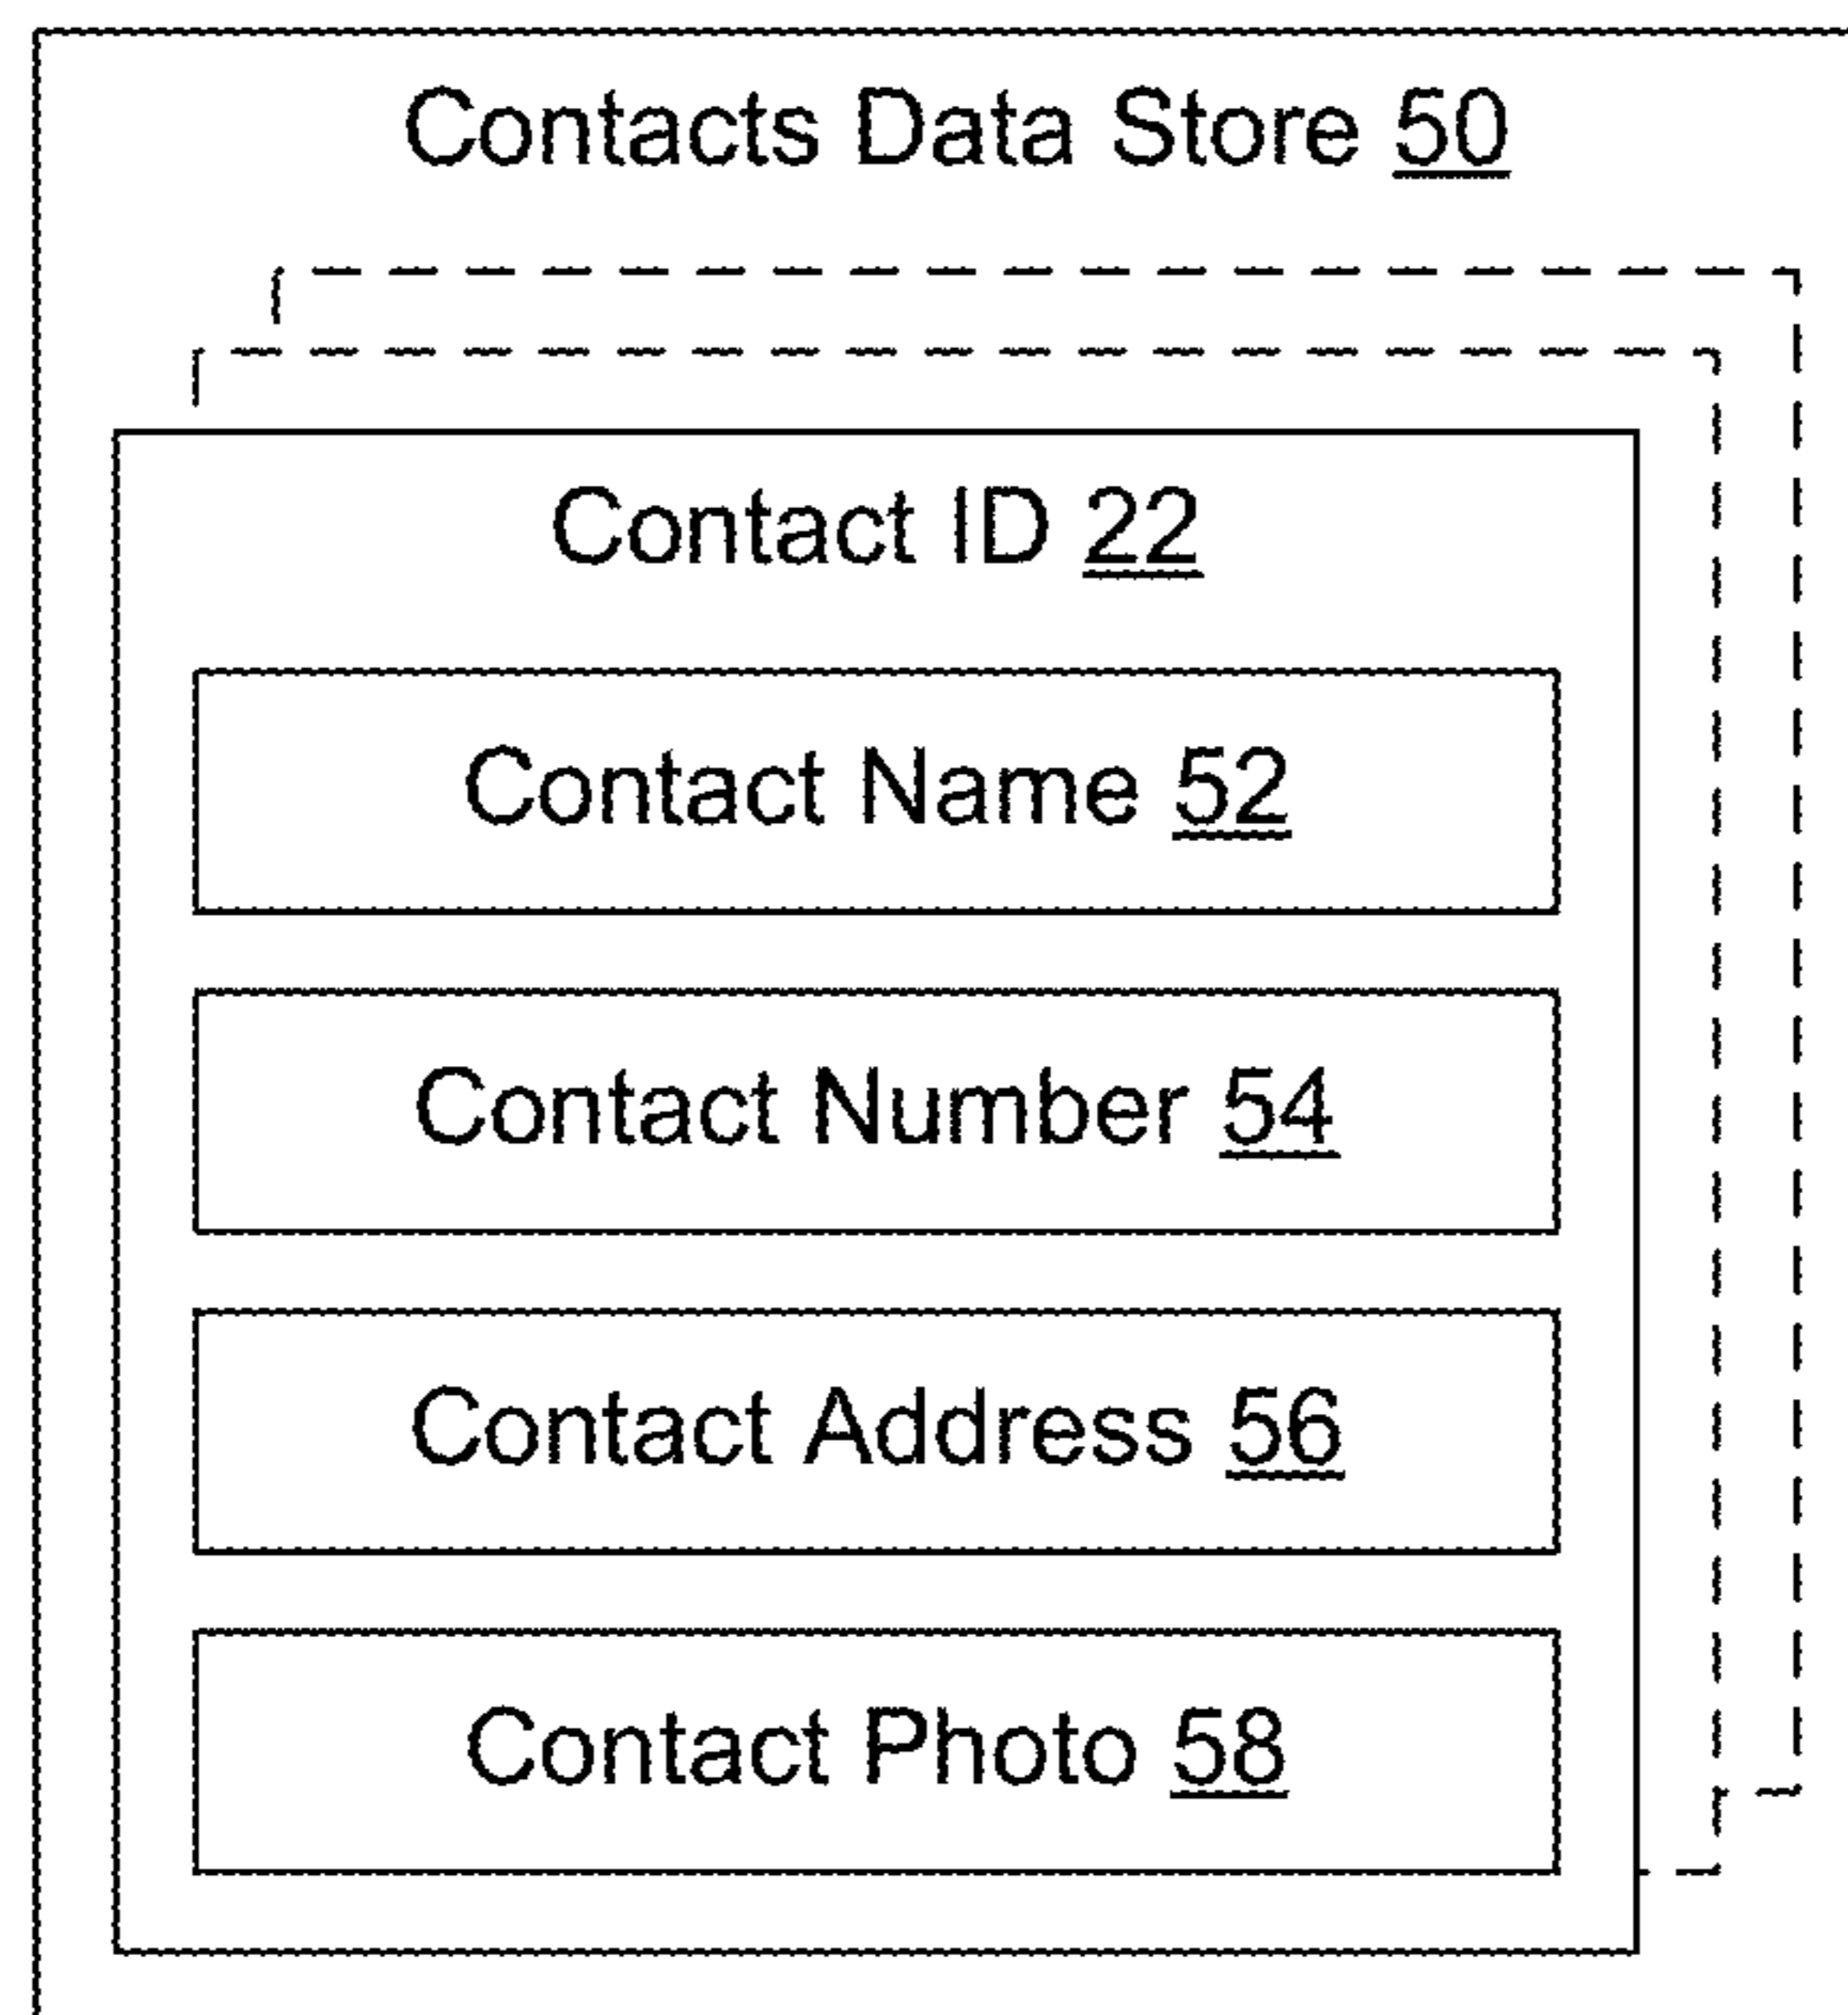 Contacts Data Store 50
Contact ID 22
Contact Name 52
Contact Number 54
Contact Address 56
Contact Photo 58